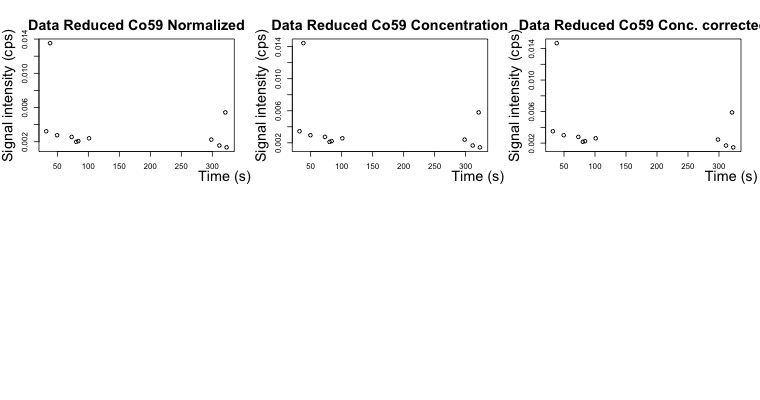 Data Reduced Co59 Normalized
Signal intensity (cps)
0.002 0.006 0.010 0.014
50 100 150 200 250 300
Time (s)
Data Reduced Co59 Concentration
Signal intensity (cps)
0.002 0.006 0.010 0.014
50 100 150 200 250 300
Time (s)
Data Reduced Co59 Conc. corrected
Signal intensity (cps)
0.002 0.006 0.010 0.014
50 100 150 200 250 300
Time (s)